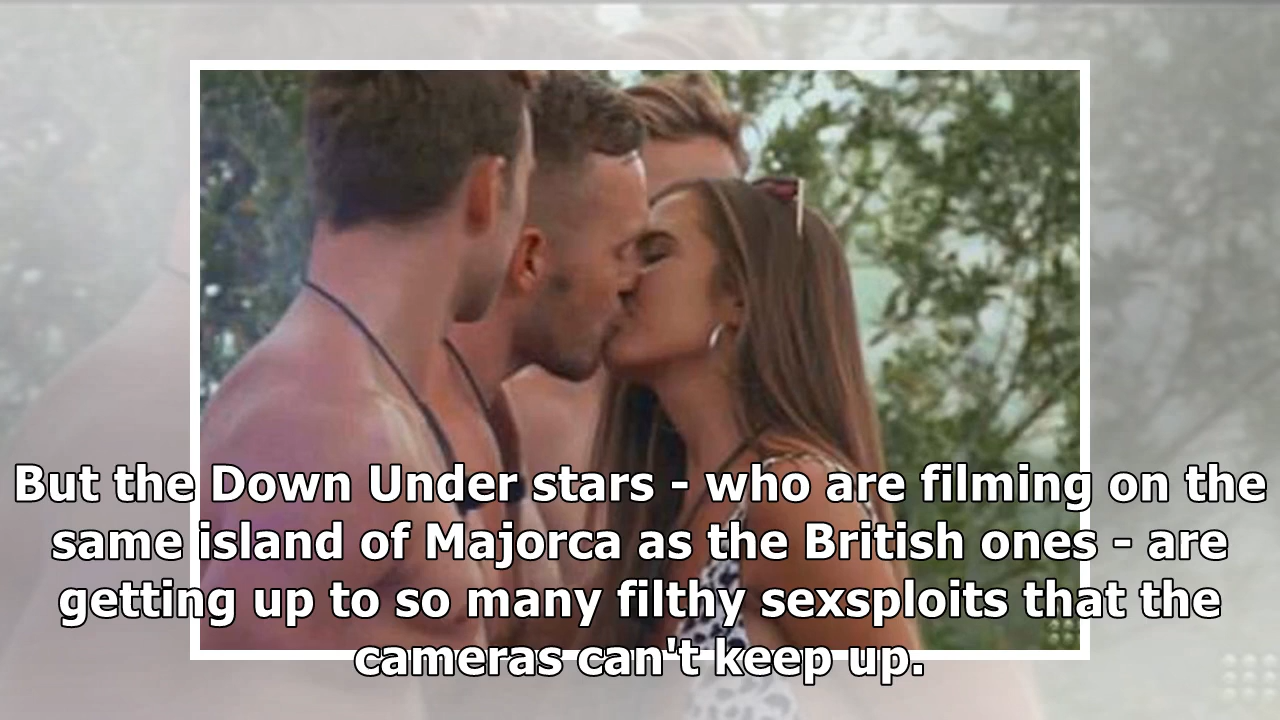 But the Down Under stars - who are filming on the
same island of Majorca as the British ones - are
getting up to so many filthy sexsploits that the
cameras can't keep up.